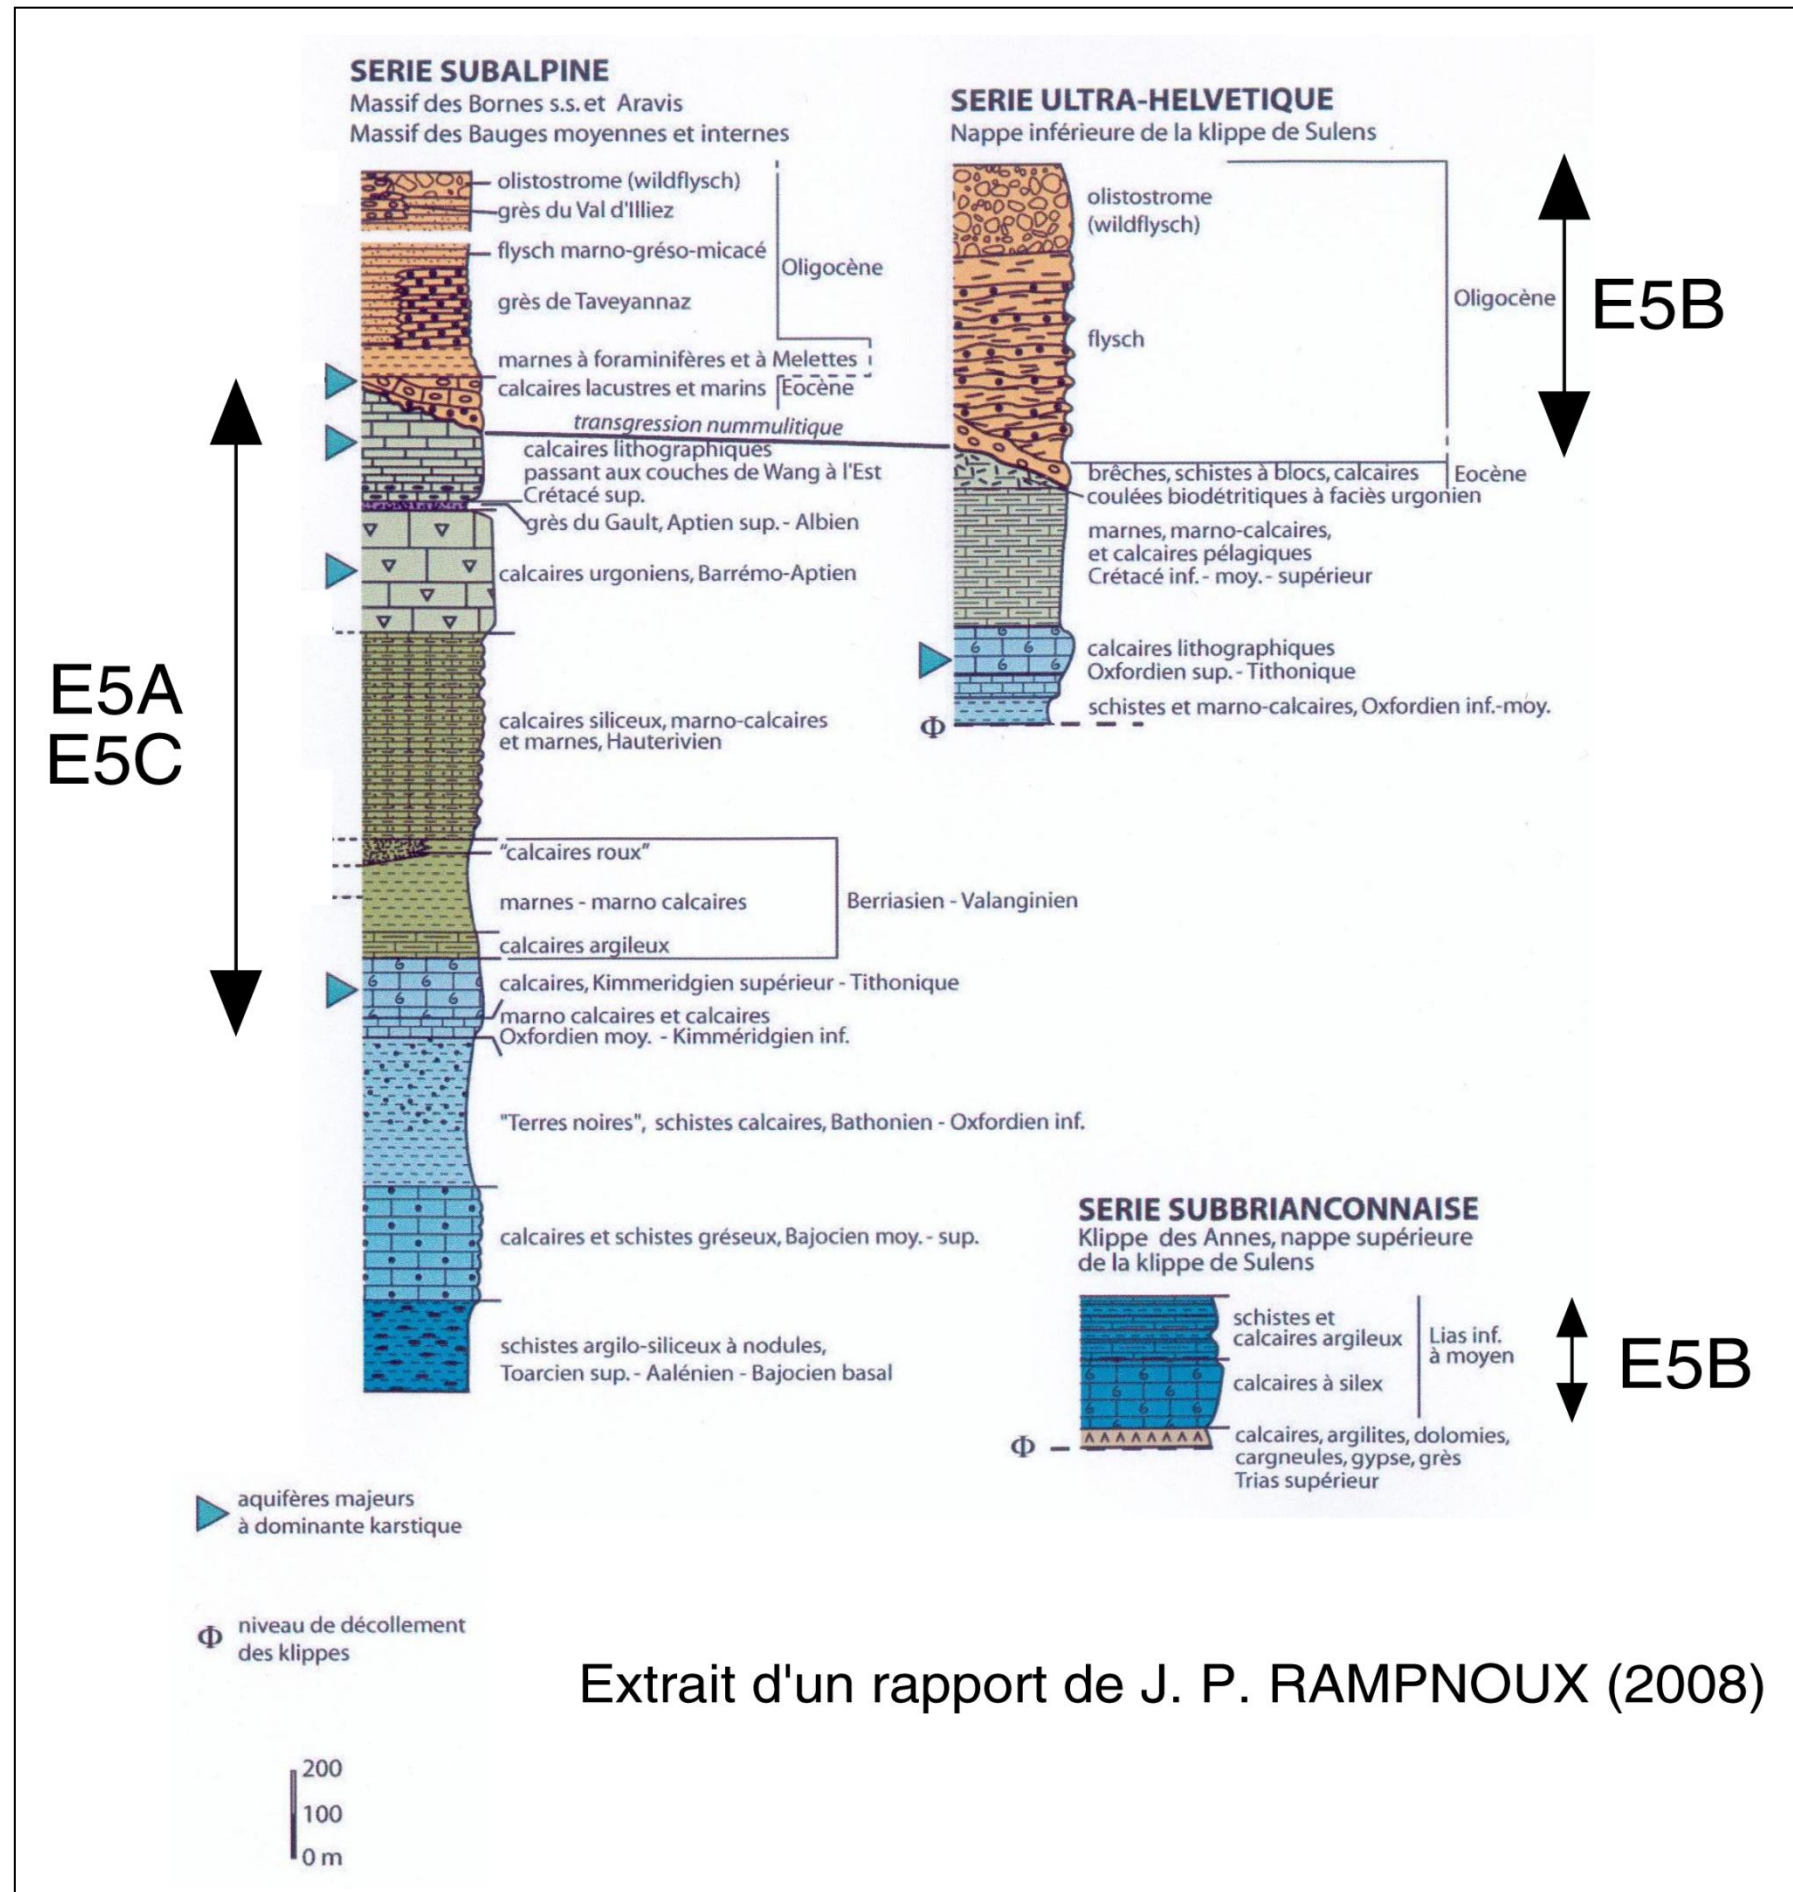 SERIE SUBALPINE
Massif des Bornes s.s. et Aravis
Massif des Bauges moyennes et internes
olistostrome (wildflysch)
grès du Val d'Illiez
flysch marno-gréso-micacé
Oligocène
grès de Taveyannaz
marnes à foraminifères et à Melettes
calcaires lacustres et marins
Eocène
transgression nummulitique
calcaires lithographiques
passant aux couches de Wang à l'Est
Crétacé sup.
grès du Gault, Aptien sup. - Albien
calcaires urgoniens, Barrémo-Aptien
E5A
E5C
calcaires siliceux, marno-calcaires
et marnes, Hauterivien
"calcaires roux"
marnes - marno calcaires
Berriasien - Valanginien
calcaires argileux
calcaires, Kimmeridgien supérieur - Tithonique
marno calcaires et calcaires
Oxfordien moy. - Kimméridgien inf.
"Terres noires", schistes calcaires, Bathonien - Oxfordien inf.
calcaires et schistes gréseux, Bajocien moy. - sup.
schistes argilo-siliceux à nodules,
Toarcien sup. - Aalénien - Bajocien basal
SERIE ULTRA-HELVETIQUE
Nappe inférieure de la klippe de Sulens
olistostrome
(wildflysch)
Oligocène
E5B
flysch
brêches, schistes à blocs, calcaires
Eocène
coulées biodétritiques à faciès urgonien
marnes, marno-calcaires,
et calcaires pélagiques
Crétacé inf. - moy. - supérieur
calcaires lithographiques
Oxfordien sup. - Tithonique
schistes et marno-calcaires, Oxfordien inf.-moy.
Φ
SERIE SUBBRIANCONNAISE
Klippe des Annes, nappe supérieure
de la klippe de Sulens
schistes et
calcaires argileux
Lias inf.
à moyen
E5B
calcaires à silex
calcaires, argilites, dolomies,
cargneules, gypse, grès
Trias supérieur
Φ
aquifères majeurs
à dominante karstique
Φ
niveau de décollement
des klippes
Extrait d'un rapport de J. P. RAMPNOUX (2008)
200
100
0 m